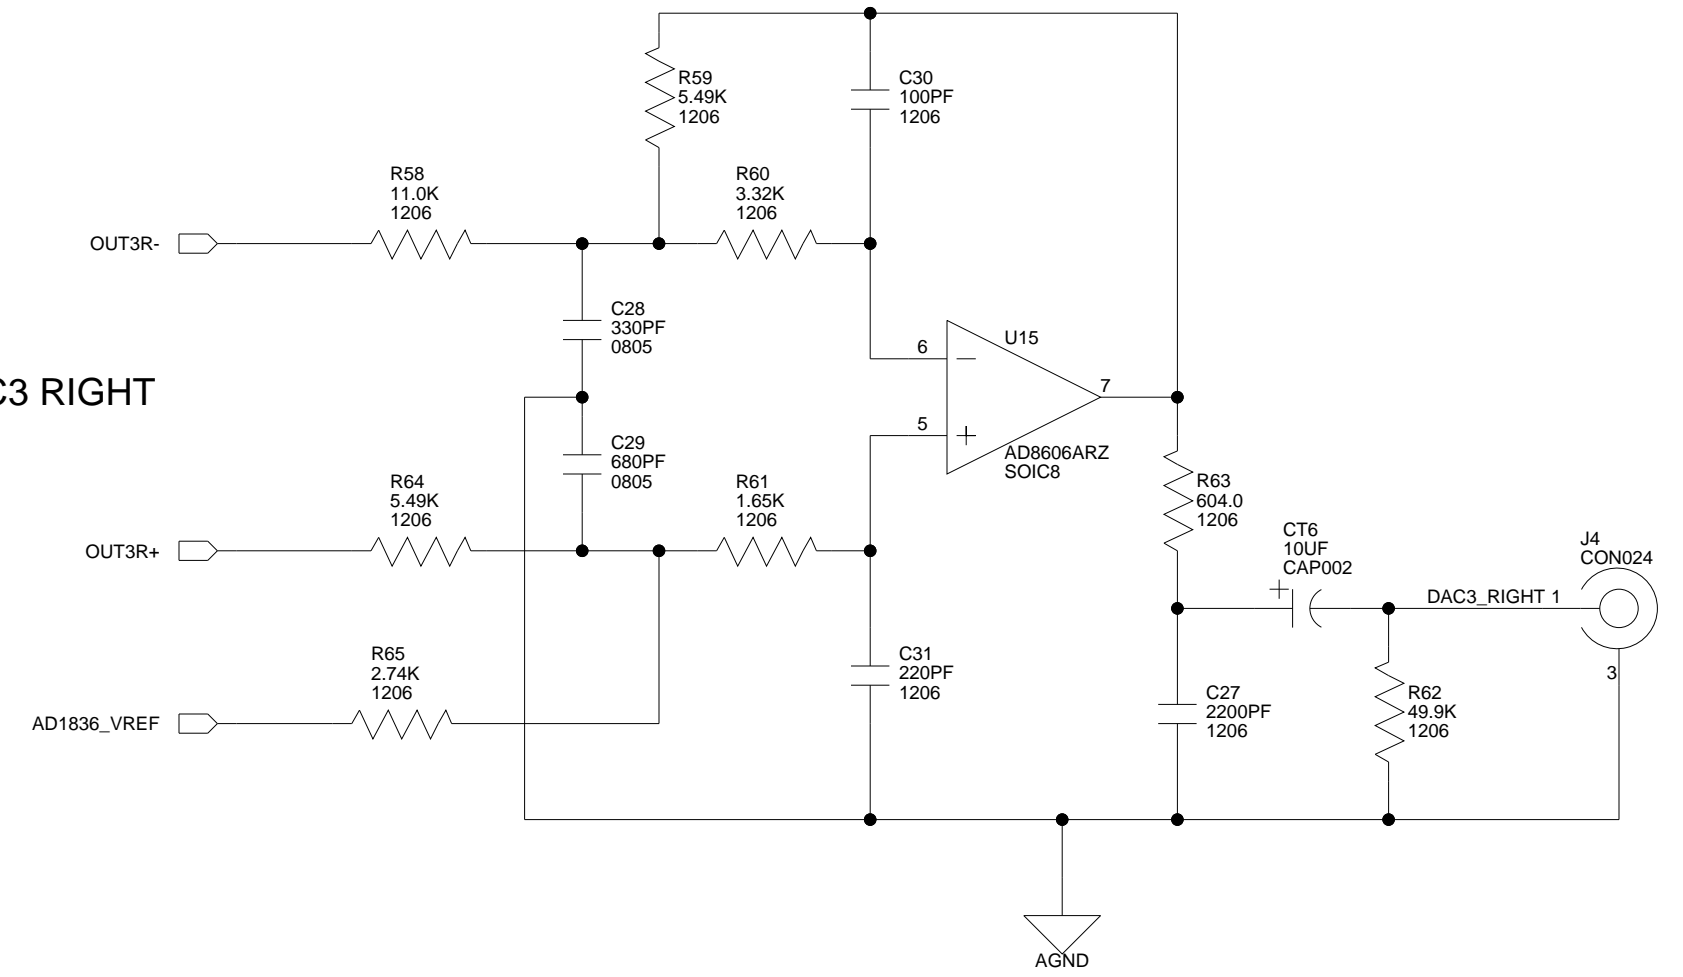 R59
5.49K
1206
C30
100PF
1206
R58
11.0K
1206
R60
3.32K
1206
OUT3R-
C28
330PF
0805
U15
6
7
C3 RIGHT
5
C29
680PF
0805
AD8606ARZ
SOIC8
R64
5.49K
1206
R61
1.65K
1206
R63
604.0
1206
OUT3R+
CT6
10UF
CAP002
J4
CON024
DAC3_RIGHT 1
R65
2.74K
1206
C31
220PF
1206
3
C27
2200PF
1206
R62
49.9K
1206
AD1836_VREF
AGND